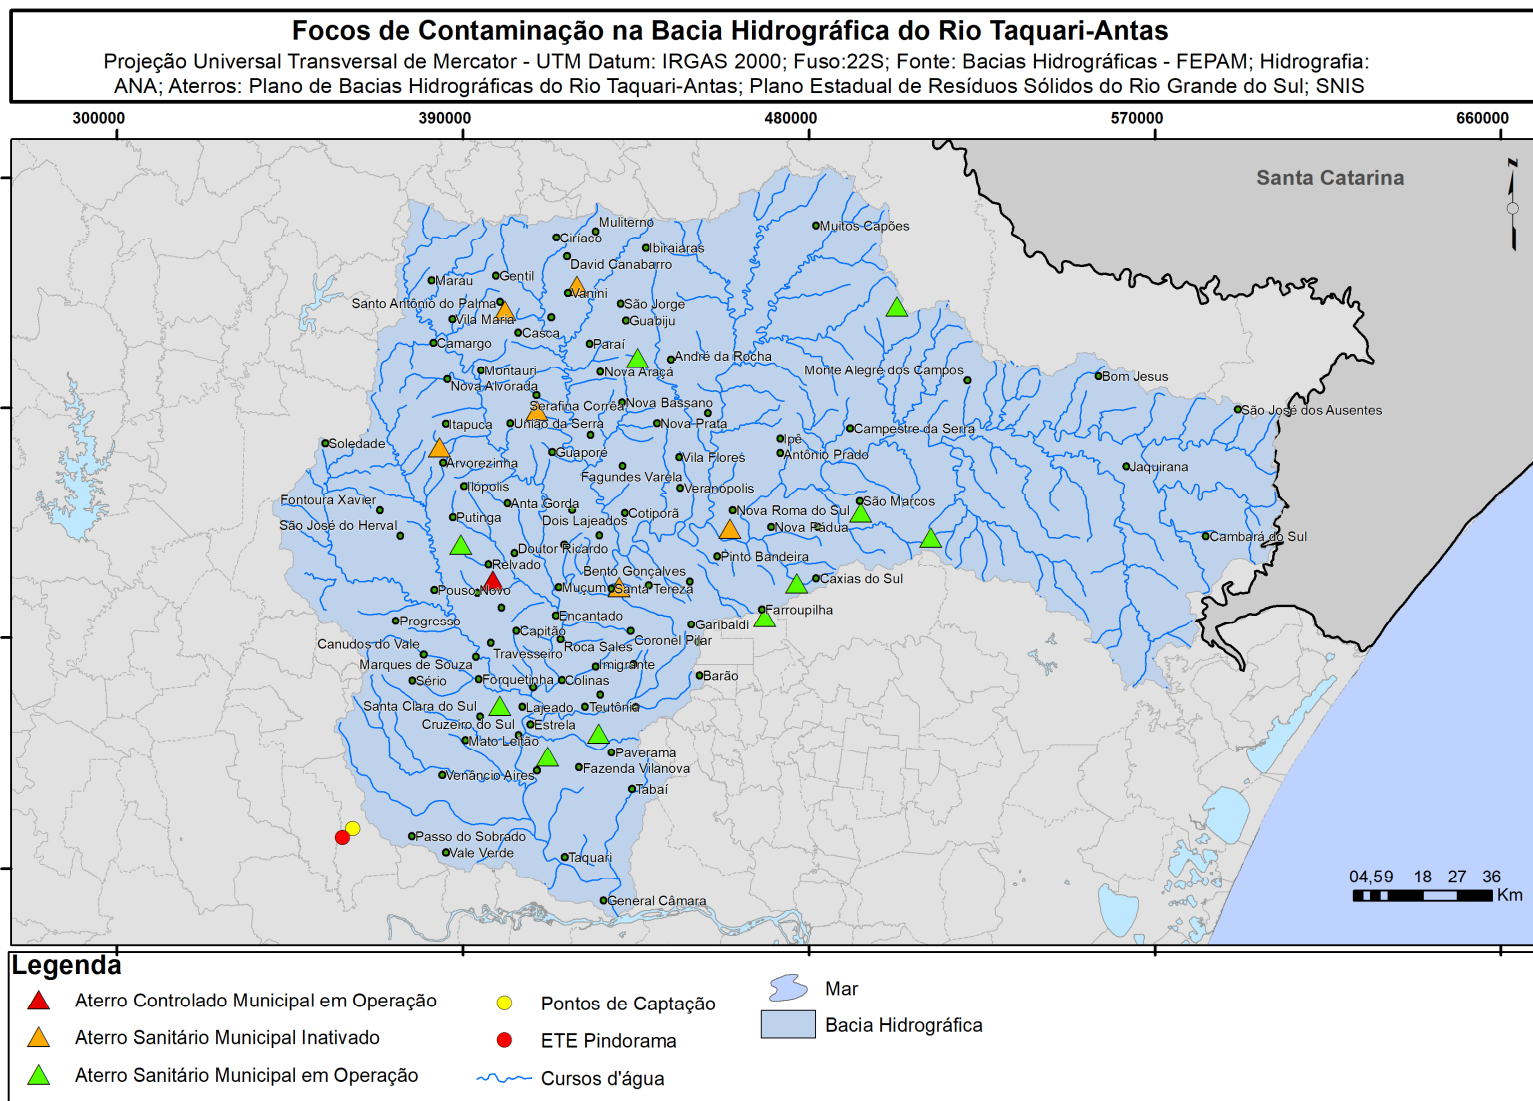 Focos de Contaminação na Bacia Hidrográfica do Rio Taquari-Antas
Projeção Universal Transversal de Mercator - UTM Datum: IRGAS 2000; Fuso:22S; Fonte: Bacias Hidrográficas - FEPAM; Hidrografia:
ANA; Aterros: Plano de Bacias Hidrográficas do Rio Taquari-Antas; Plano Estadual de Resíduos Sólidos do Rio Grande do Sul; SNIS
300000 390000 480000 570000 660000
Santa Catarina
N
Muliterno
Muitos Capões
Ciríaco
Ibiraiaras
David Canabarro
Gentil
Marau
Vanini
Santo Antônio do Palma
São Jorge
Vila Maria
Guabiju
Casca
Camargo
Paraí
André da Rocha
Montauri
Nova Araçá
Monte Alegre dos Campos
Bom Jesus
Nova Alvorada
Serafina Corrêa
Nova Bassano
São José dos Ausentes
Itapuca
União da Serra
Nova Prata
Campestre da Serra
Soledade
Ipê
Guaporé
Antônio Prado
Arvorezinha
Vila Flores
Jaquirana
Fagundes Varela
Ilópolis
Veranópolis
Fontoura Xavier
Anta Gorda
São Marcos
Nova Roma do Sul
Putinga
Dois Lajeados
Cotiporã
São José do Herval
Nova Pádua
Cambará do Sul
Doutor Ricardo
Pinto Bandeira
Relvado
Bento Gonçalves
Caxias do Sul
Pouso Novo
Muçum
Santa Tereza
Farroupilha
Encantado
Progresso
Garibaldi
Capitão
Coronel Pilar
Canudos do Vale
Roca Sales
Travesseiro
Marques de Souza
Imigrante
Barão
Sério
Forquetinha
Colinas
Santa Clara do Sul
Lajeado
Teutônia
Cruzeiro do Sul
Estrela
Mato Leitão
Paverama
Fazenda Vilanova
Venâncio Aires
Tabaí
Passo do Sobrado
Vale Verde
Taquari
General Câmara
04,59 18 27 36
Km
Legenda
Aterro Controlado Municipal em Operação
Aterro Sanitário Municipal Inativado
Aterro Sanitário Municipal em Operação
Pontos de Captação
ETE Pindorama
Cursos d'água
Mar
Bacia Hidrográfica